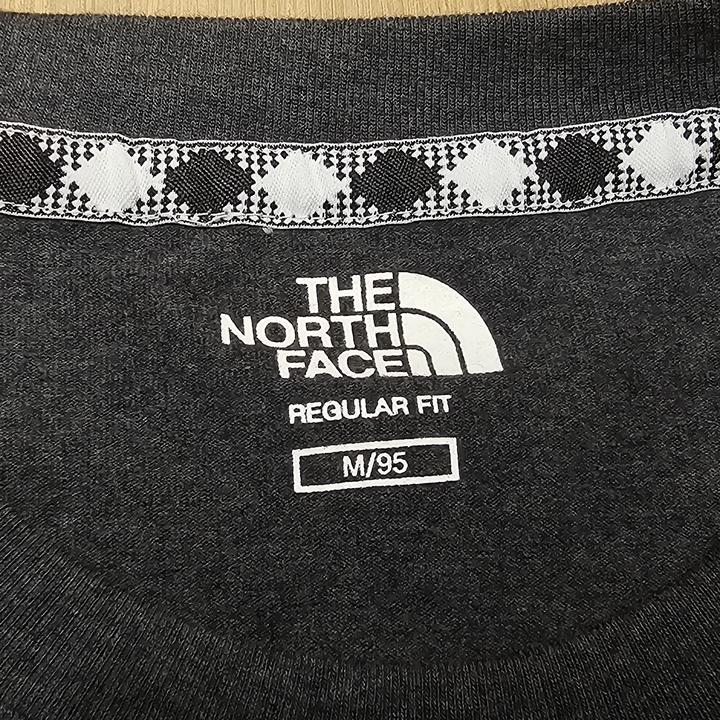 THE
NORTH
FACE
REGULAR FIT
M/95